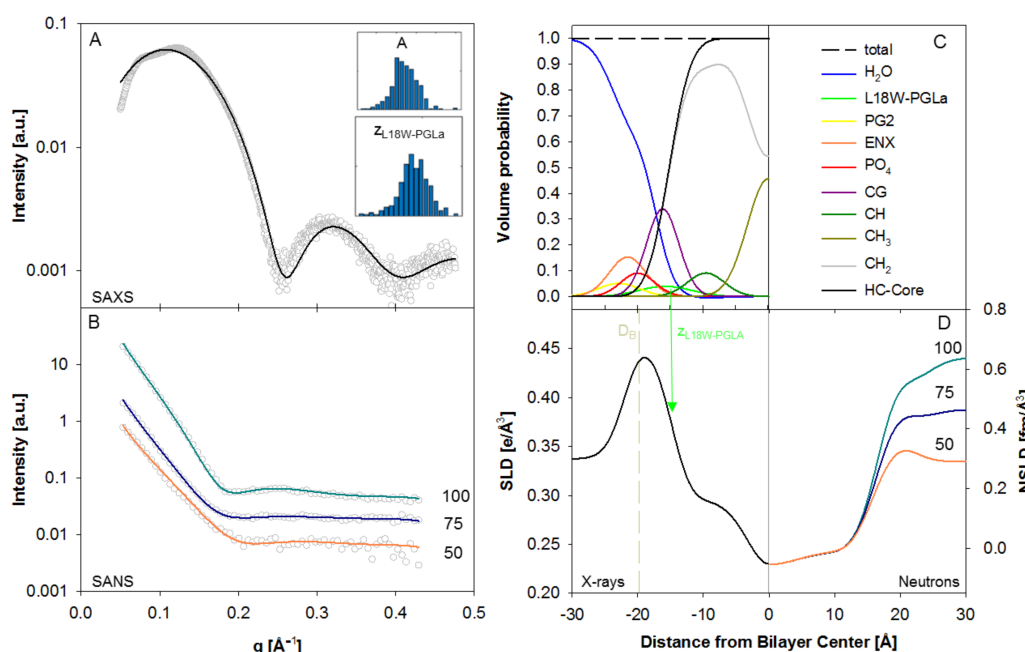 A
0.1
0.01
0.001
Intensity [a.u.]
SAXS
A
zL18W-PGLa
B
10
1
0.1
0.01
0.001
Intensity [a.u.]
100
75
50
SANS
0.0 0.1 0.2 0.3 0.4 0.5
q [Å⁻¹]
C
1.0
0.9
0.8
0.7
0.6
0.5
0.4
0.3
0.2
0.1
0.0
Volume probability
total
H₂O
L18W-PGLa
PG2
ENX
PO₄
CG
CH
CH₃
CH₂
HC-Core
D
DB
zL18W-PGLA
0.45
0.40
0.35
0.30
0.25
0.20
SLD [e/Å³]
X-rays
100
75
50
Neutrons
0.8
0.6
0.4
0.2
0.0
NSLD [fm/Å³]
-30 -20 -10 0 10 20 30
Distance from Bilayer Center [Å]